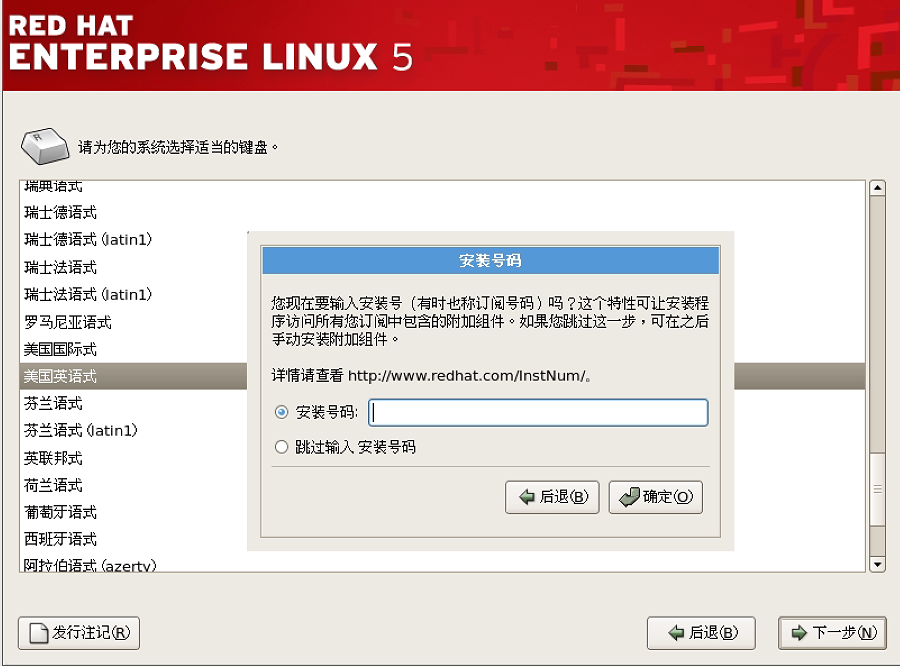 RED HAT
ENTERPRISE LINUX 5
R
请为您的系统选择适当的键盘。
瑞典语式
瑞士德语式
瑞士德语式 (latin1)
瑞士法语式
瑞士法语式 (latin1)
罗马尼亚语式
美国国际式
美国英语式
芬兰语式
芬兰语式 (latin1)
英联邦式
荷兰语式
葡萄牙语式
西班牙语式
阿拉伯语式 (azerty)
安装号码
您现在要输入安装号（有时也称订阅号码）吗？这个特性可让安装程
序访问所有您订阅中包含的附加组件。如果您跳过这一步，可在之后
手动安装附加组件。
详情请查看 http://www.redhat.com/InstNum/。
安装号码:
跳过输入 安装号码
后退(B)
确定(O)
发行注记(R)
后退(B)
下一步(N)